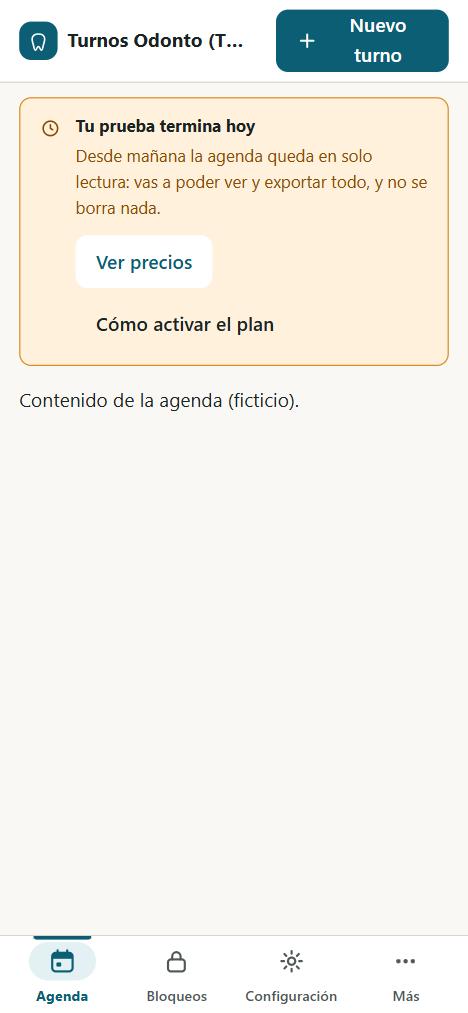 Turnos Odonto (T...
Nuevo
turno
Tu prueba termina hoy
Desde mañana la agenda queda en solo
lectura: vas a poder ver y exportar todo, y no se
borra nada.
Ver precios
Cómo activar el plan
Contenido de la agenda (ficticio).
Agenda
Bloqueos
Configuración
Más